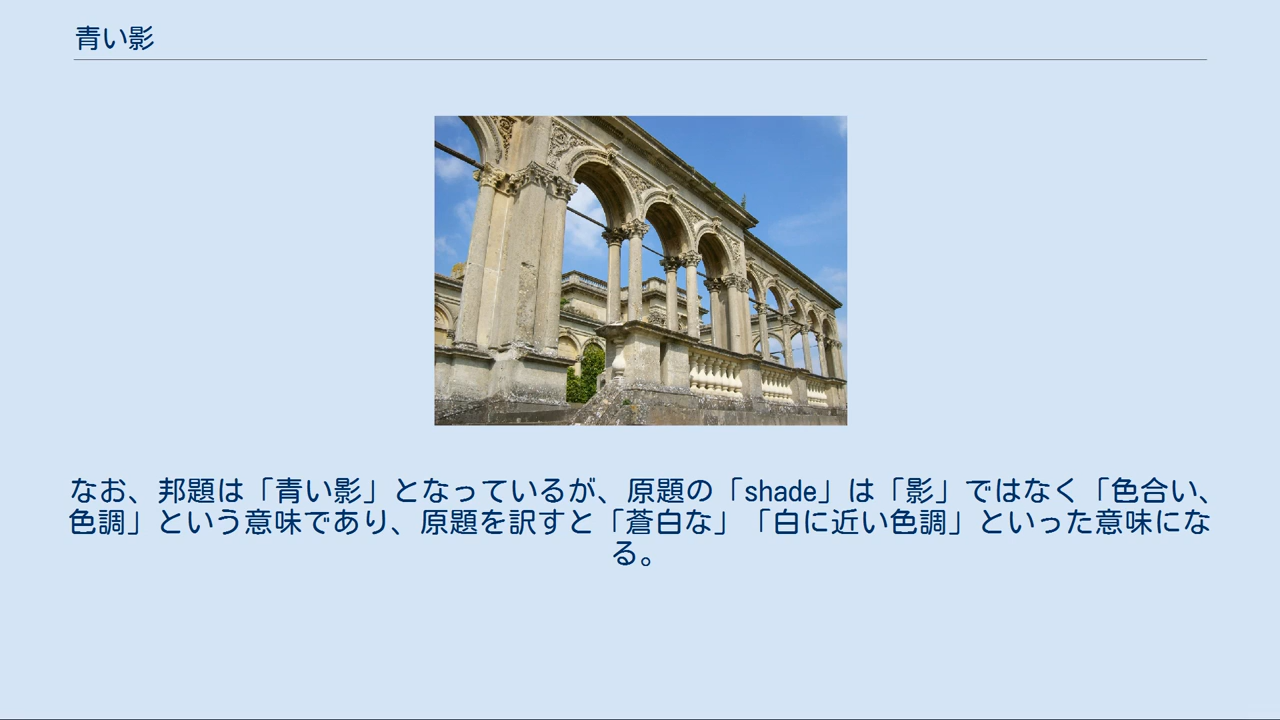 青い影
なお、邦題は「青い影」となっているが、原題の「shade」は「影」ではなく「色合い、
色調」という意味であり、原題を訳すと「蒼白な」「白に近い色調」といった意味にな
る。